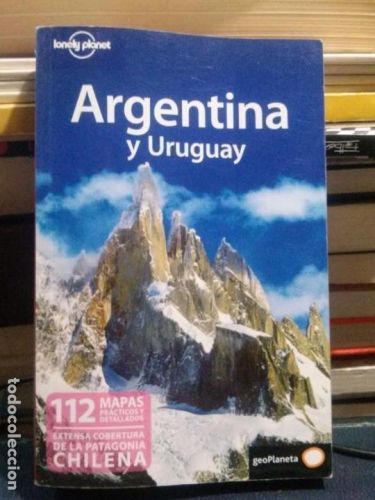 lonely planet
Argentina
y Uruguay
112 MAPAS
PRÁCTICOS Y
DETALLADOS
EXTENSA COBERTURA
DE LA PATAGONIA
CHILENA
geoPlaneta
todocoleccion